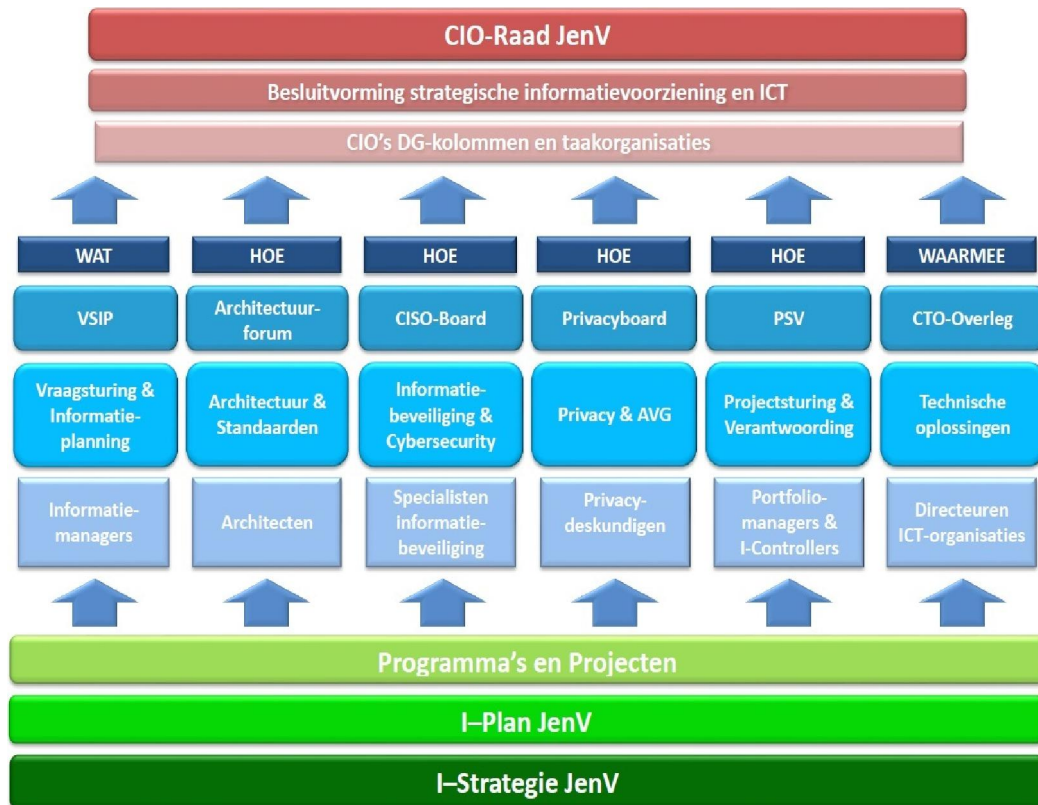 CIO-Raad JenV
Besluitvorming strategische informatievoorziening en ICT
CIO's DG-kolommen en taakorganisaties
WAT
HOE
HOE
HOE
HOE
WAARMEE
VSIP
Architectuur-
forum
CISO-Board
Privacyboard
PSV
CTO-Overleg
Vraagsturing &
Informatie-
planning
Architectuur &
Standaarden
Informatie-
beveiliging &
Cybersecurity
Privacy & AVG
Projectsturing &
Verantwoording
Technische
oplossingen
Informatie-
managers
Architecten
Specialisten
informatie-
beveiliging
Privacy-
deskundigen
Portfolio-
managers &
I-Controllers
Directeuren
ICT-organisaties
Programma's en Projecten
I–Plan JenV
I–Strategie JenV